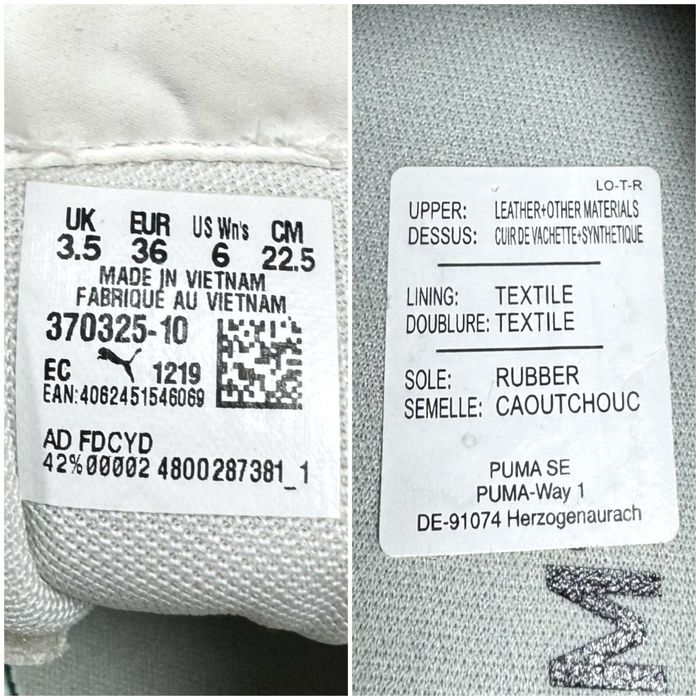 UK EUR US Wn's CM
3.5 36 6 22.5
MADE IN VIETNAM
FABRIQUÉ AU VIETNAM
370325-10
EC 1219
EAN:4062451546069
AD FDCYD
42%00002 4800287381_1
LO-T-R
UPPER: LEATHER+OTHER MATERIALS
DESSUS: CUIR DE VACHETTE+SYNTHETIQUE
LINING: TEXTILE
DOUBLURE: TEXTILE
SOLE: RUBBER
SEMELLE: CAOUTCHOUC
PUMA SE
PUMA-Way 1
DE-91074 Herzogenaurach